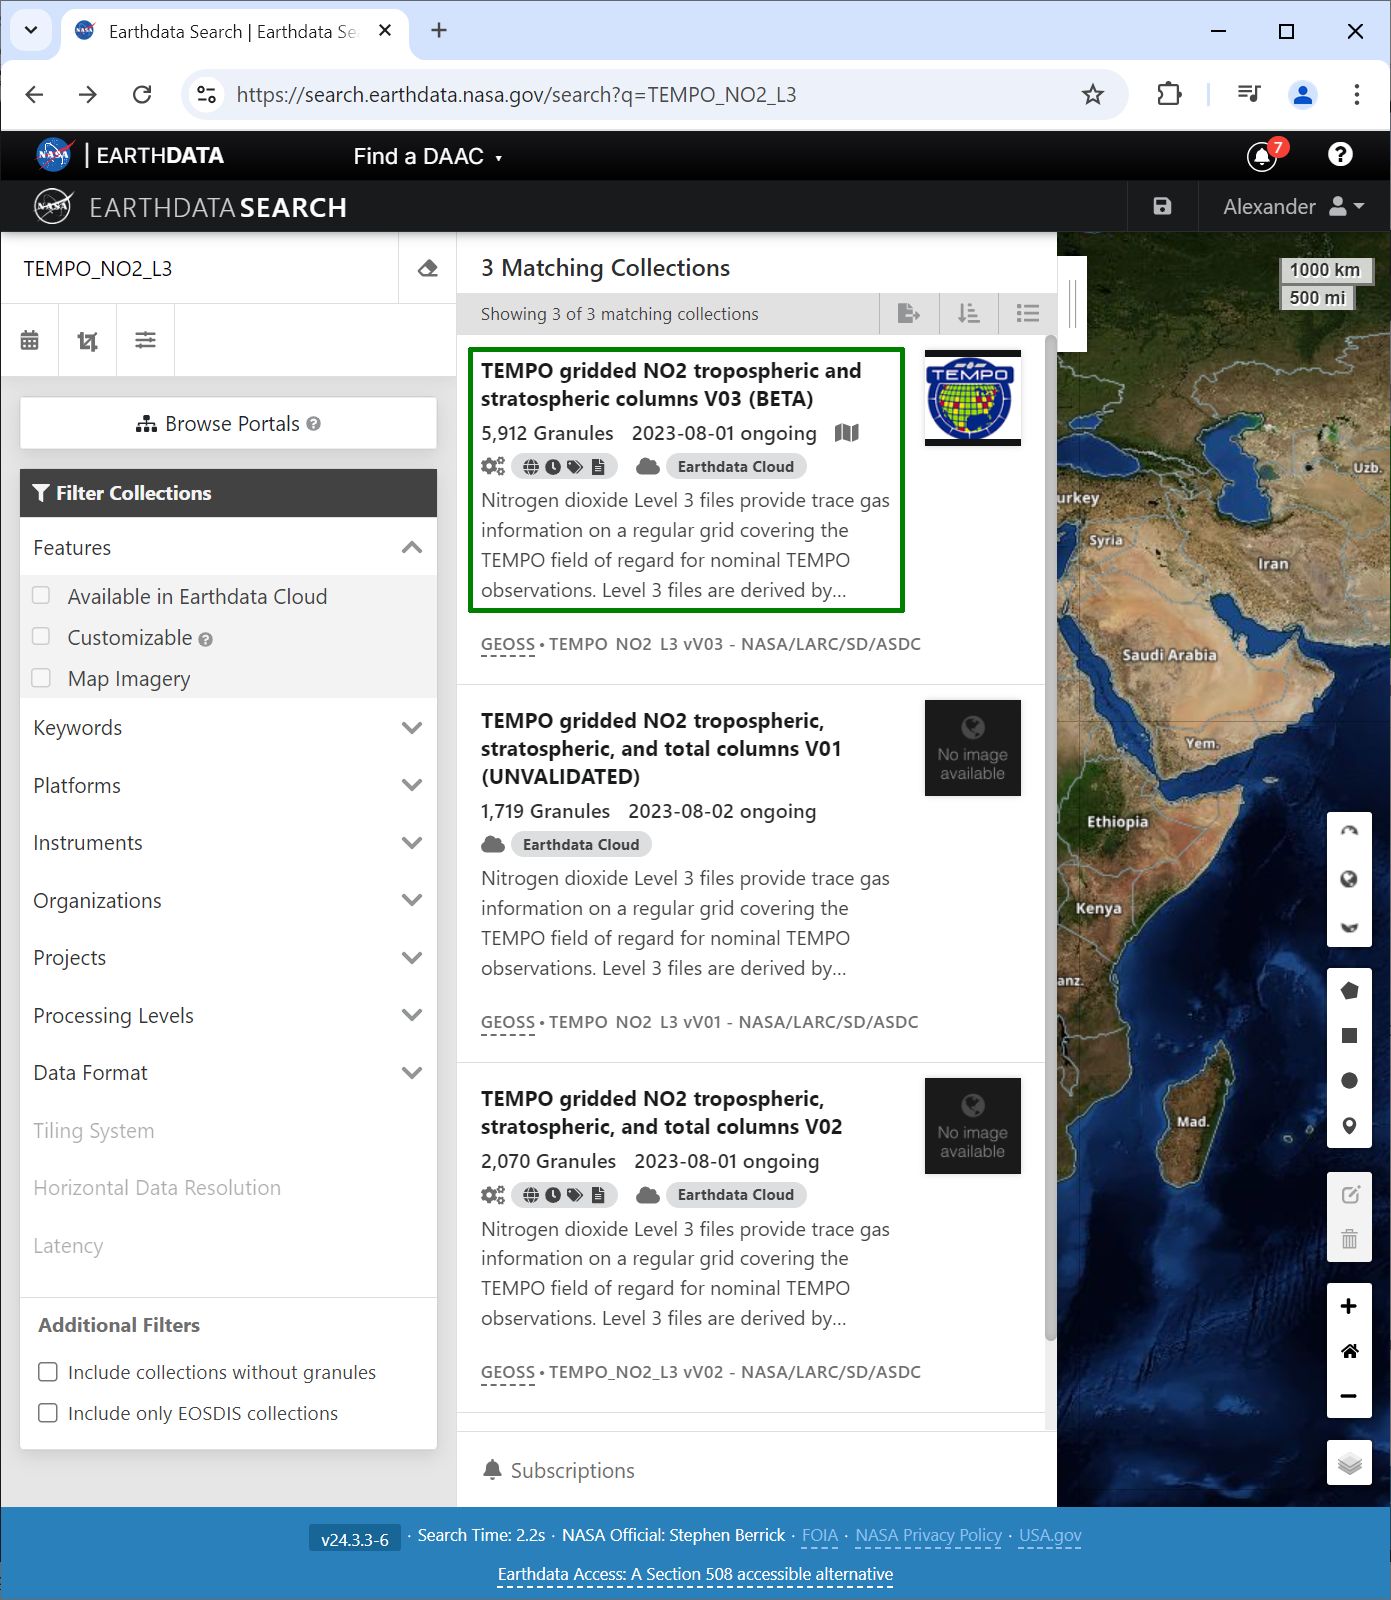 Earthdata Search | Earthdata Se
https://search.earthdata.nasa.gov/search?q=TEMPO_NO2_L3
NASA | EARTHDATA
Find a DAAC
7
NASA EARTHDATA SEARCH
Alexander
TEMPO_NO2_L3
Browse Portals
Filter Collections
Features
Available in Earthdata Cloud
Customizable
Map Imagery
Keywords
Platforms
Instruments
Organizations
Projects
Processing Levels
Data Format
Tiling System
Horizontal Data Resolution
Latency
Additional Filters
Include collections without granules
Include only EOSDIS collections
3 Matching Collections
Showing 3 of 3 matching collections
TEMPO gridded NO2 tropospheric and
stratospheric columns V03 (BETA)
5,912 Granules 2023-08-01 ongoing
Earthdata Cloud
Nitrogen dioxide Level 3 files provide trace gas
information on a regular grid covering the
TEMPO field of regard for nominal TEMPO
observations. Level 3 files are derived by...
GEOSS • TEMPO_NO2_L3 vV03 - NASA/LARC/SD/ASDC
TEMPO
TEMPO gridded NO2 tropospheric,
stratospheric, and total columns V01
(UNVALIDATED)
1,719 Granules 2023-08-02 ongoing
Earthdata Cloud
Nitrogen dioxide Level 3 files provide trace gas
information on a regular grid covering the
TEMPO field of regard for nominal TEMPO
observations. Level 3 files are derived by...
GEOSS • TEMPO_NO2_L3 vV01 - NASA/LARC/SD/ASDC
No image
available
TEMPO gridded NO2 tropospheric,
stratospheric, and total columns V02
2,070 Granules 2023-08-01 ongoing
Earthdata Cloud
Nitrogen dioxide Level 3 files provide trace gas
information on a regular grid covering the
TEMPO field of regard for nominal TEMPO
observations. Level 3 files are derived by...
GEOSS • TEMPO_NO2_L3 vV02 - NASA/LARC/SD/ASDC
No image
available
Subscriptions
1000 km
500 mi
Uzb.
urkey
Syria
Iran
Saudi Arabia
Yem.
Ethiopia
Kenya
anz.
Mad.
v24.3.3-6 · Search Time: 2.2s · NASA Official: Stephen Berrick · FOIA · NASA Privacy Policy · USA.gov
Earthdata Access: A Section 508 accessible alternative